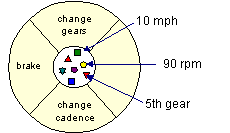 change
gears
10 mph
brake
90 rpm
5th gear
change
cadence